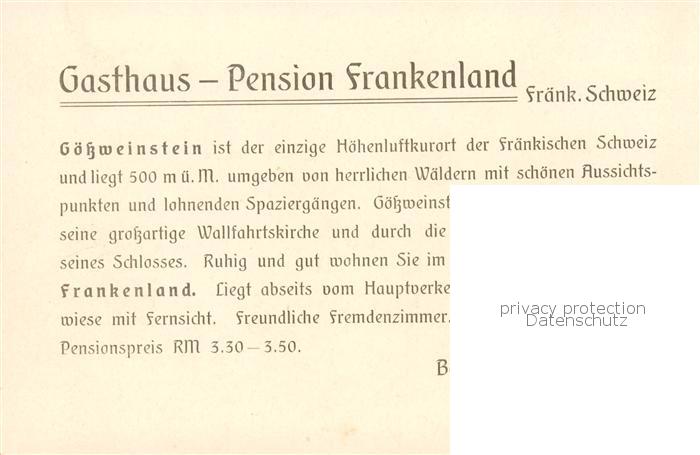 Gasthaus – Pension Frankenland
Fränk. Schweiz
Gößweinstein ist der einzige Höhenluftkurort der Fränkischen Schweiz
und liegt 500 m ü. M. umgeben von herrlichen Wäldern mit schönen Aussichts-
punkten und lohnenden Spaziergängen.
seine großartige Wallfahrtskirche und durch die
seines Schlosses. Ruhig und gut wohnen Sie im
Frankenland. Liegt abseits vom
wiese mit Fernsicht. Freundliche Fremdenzimmer.
Pensionspreis RM 3.30 – 3.50.
privacy protection
Datenschutz